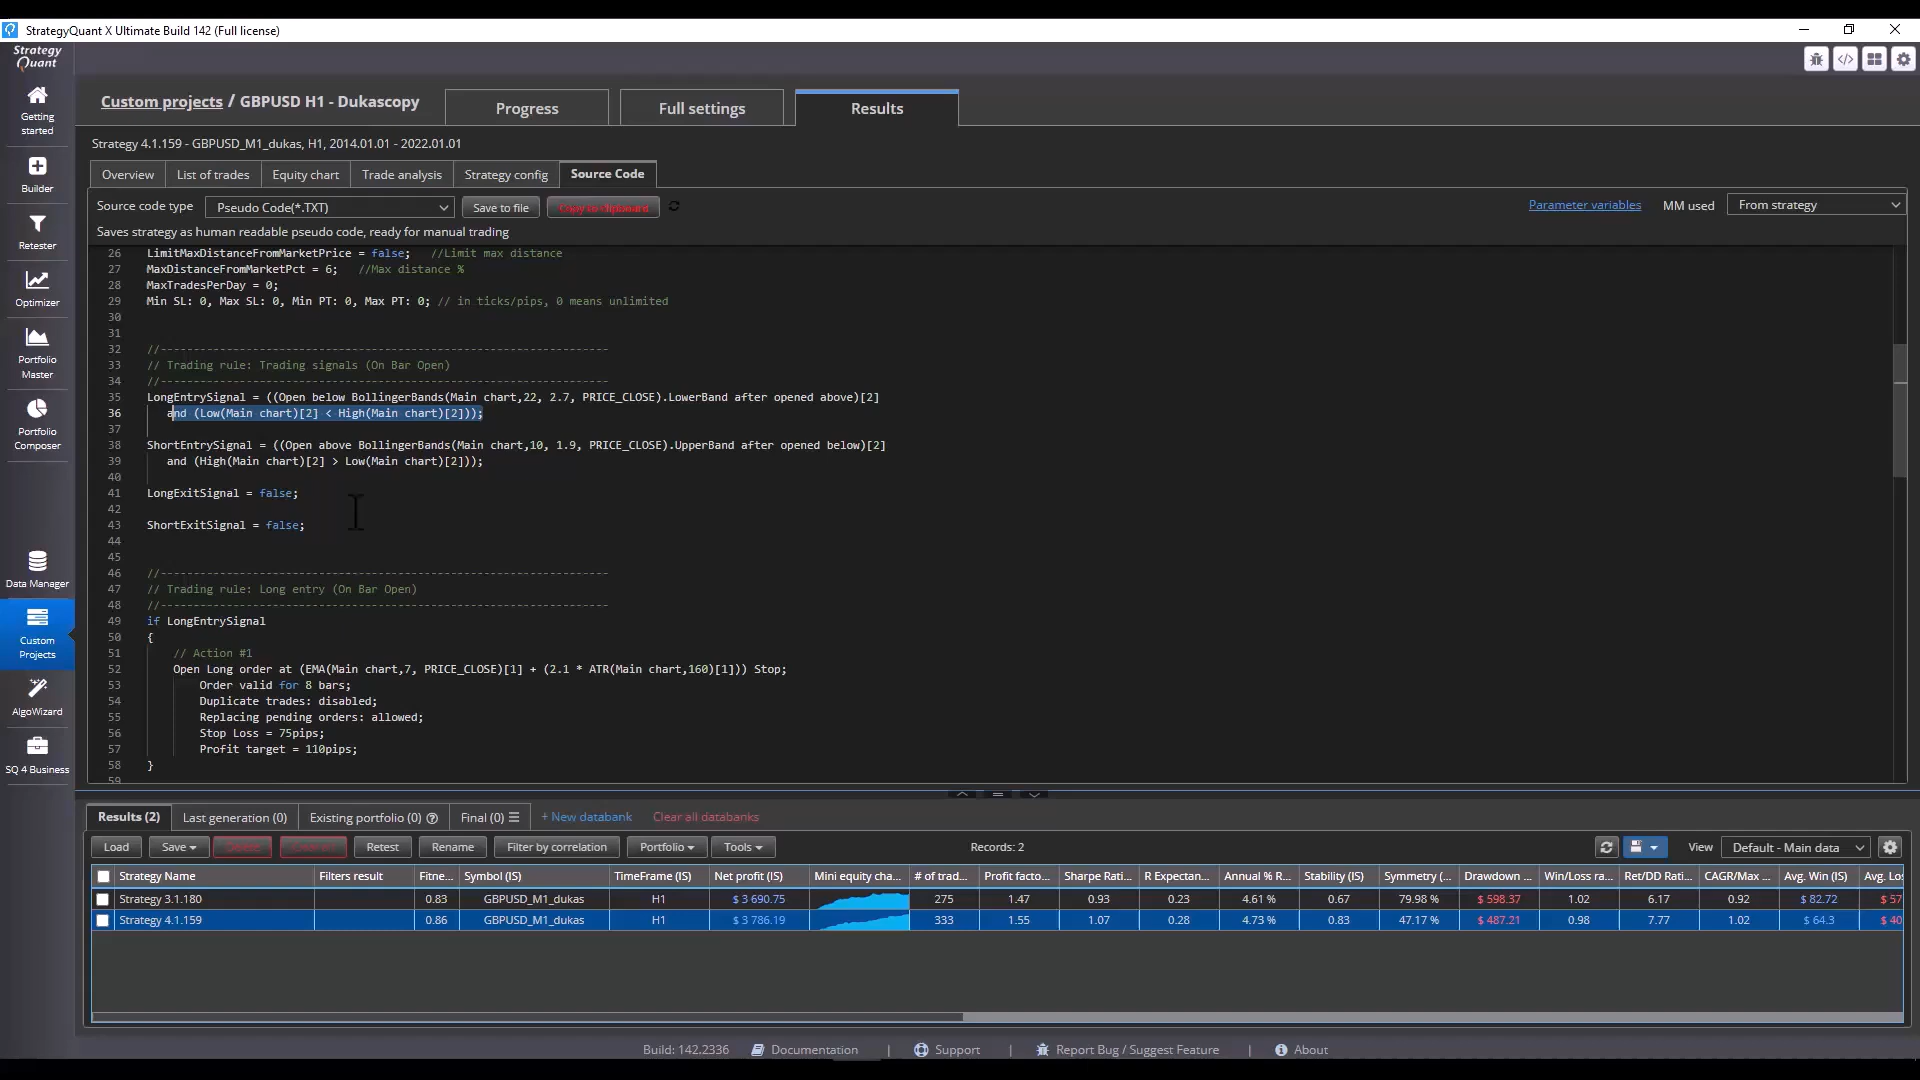 StrategyQuant X Ultimate Build 142 (Full license)
Strategy
Quant
Getting
started
Builder
Retester
Optimizer
Portfolio
Master
Portfolio
Composer
Data Manager
Custom
Projects
AlgoWizard
SQ 4 Business
Custom projects / GBPUSD H1 - Dukascopy
Progress
Full settings
Results
Strategy 4.1.159 - GBPUSD_M1_dukas, H1, 2014.01.01 - 2022.01.01
Overview
List of trades
Equity chart
Trade analysis
Strategy config
Source Code
Source code type
Pseudo Code(*.TXT)
Save to file
Copy to clipboard
Parameter variables
MM used
From strategy
Saves strategy as human readable pseudo code, ready for manual trading
26 LimitMaxDistanceFromMarketPrice = false; //Limit max distance
27 MaxDistanceFromMarketPct = 6; //Max distance %
28 MaxTradesPerDay = 0;
29 Min SL: 0, Max SL: 0, Min PT: 0, Max PT: 0; // in ticks/pips, 0 means unlimited
30
31
32 //--------------------------------------------------------------------
33 // Trading rule: Trading signals (On Bar Open)
34 //--------------------------------------------------------------------
35 LongEntrySignal = ((Open below BollingerBands(Main chart,22, 2.7, PRICE_CLOSE).LowerBand after opened above)[2]
36 and (Low(Main chart)[2] < High(Main chart)[2]));
37
38 ShortEntrySignal = ((Open above BollingerBands(Main chart,10, 1.9, PRICE_CLOSE).UpperBand after opened below)[2]
39 and (High(Main chart)[2] > Low(Main chart)[2]));
40
41 LongExitSignal = false;
42
43 ShortExitSignal = false;
44
45
46 //--------------------------------------------------------------------
47 // Trading rule: Long entry (On Bar Open)
48 //--------------------------------------------------------------------
49 if LongEntrySignal
50 {
51 // Action #1
52 Open Long order at (EMA(Main chart,7, PRICE_CLOSE)[1] + (2.1 * ATR(Main chart,160)[1])) Stop;
53 Order valid for 8 bars;
54 Duplicate trades: disabled;
55 Replacing pending orders: allowed;
56 Stop Loss = 75pips;
57 Profit target = 110pips;
58 }
59
Results (2)
Last generation (0)
Existing portfolio (0)
Final (0)
+ New databank
Clear all databanks
Load
Save
Retest
Rename
Filter by correlation
Portfolio
Tools
Records: 2
View
Default - Main data
Strategy Name Filters result Fitne... Symbol (IS) TimeFrame (IS) Net profit (IS) Mini equity cha... # of trad... Profit facto... Sharpe Rati... R Expectan... Annual % R... Stability (IS) Symmetry (... Drawdown ... Win/Loss ra... Ret/DD Rati... CAGR/Max ... Avg. Win (IS) Avg. Lo
Strategy 3.1.180 0.83 GBPUSD_M1_dukas H1 $ 3 690.75 275 1.47 0.93 0.23 4.61 % 0.67 79.98 % $ 598.37 1.02 6.17 0.92 $ 82.72 $ 57
Strategy 4.1.159 0.86 GBPUSD_M1_dukas H1 $ 3 786.19 333 1.55 1.07 0.28 4.73 % 0.83 47.17 % $ 487.21 0.98 7.77 1.02 $ 64.3 $ 40
Build: 142.2336
Documentation
|
Support
|
Report Bug / Suggest Feature
|
About